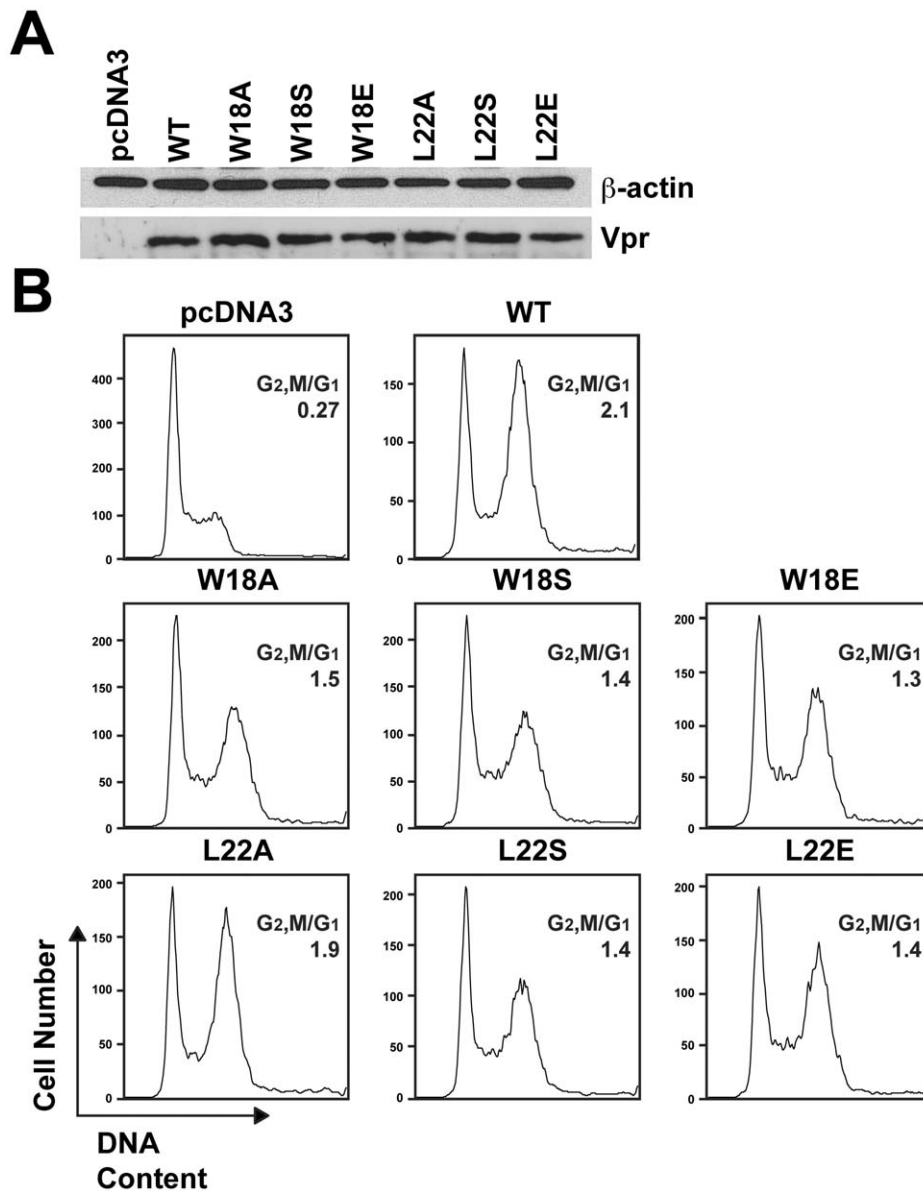 A
pcDNA3 WT W18A W18S W18E L22A L22S L22E
β-actin
Vpr
B
pcDNA3 WT
400
300
200
100
0
G2,M/G1
0.27
150
100
50
0
G2,M/G1
2.1
W18A W18S W18E
200
150
100
50
0
G2,M/G1
1.5
200
150
100
50
0
G2,M/G1
1.4
200
150
100
50
0
G2,M/G1
1.3
L22A L22S L22E
200
150
100
50
0
G2,M/G1
1.9
200
150
100
50
0
G2,M/G1
1.4
200
150
100
50
0
G2,M/G1
1.4
Cell Number
DNA
Content